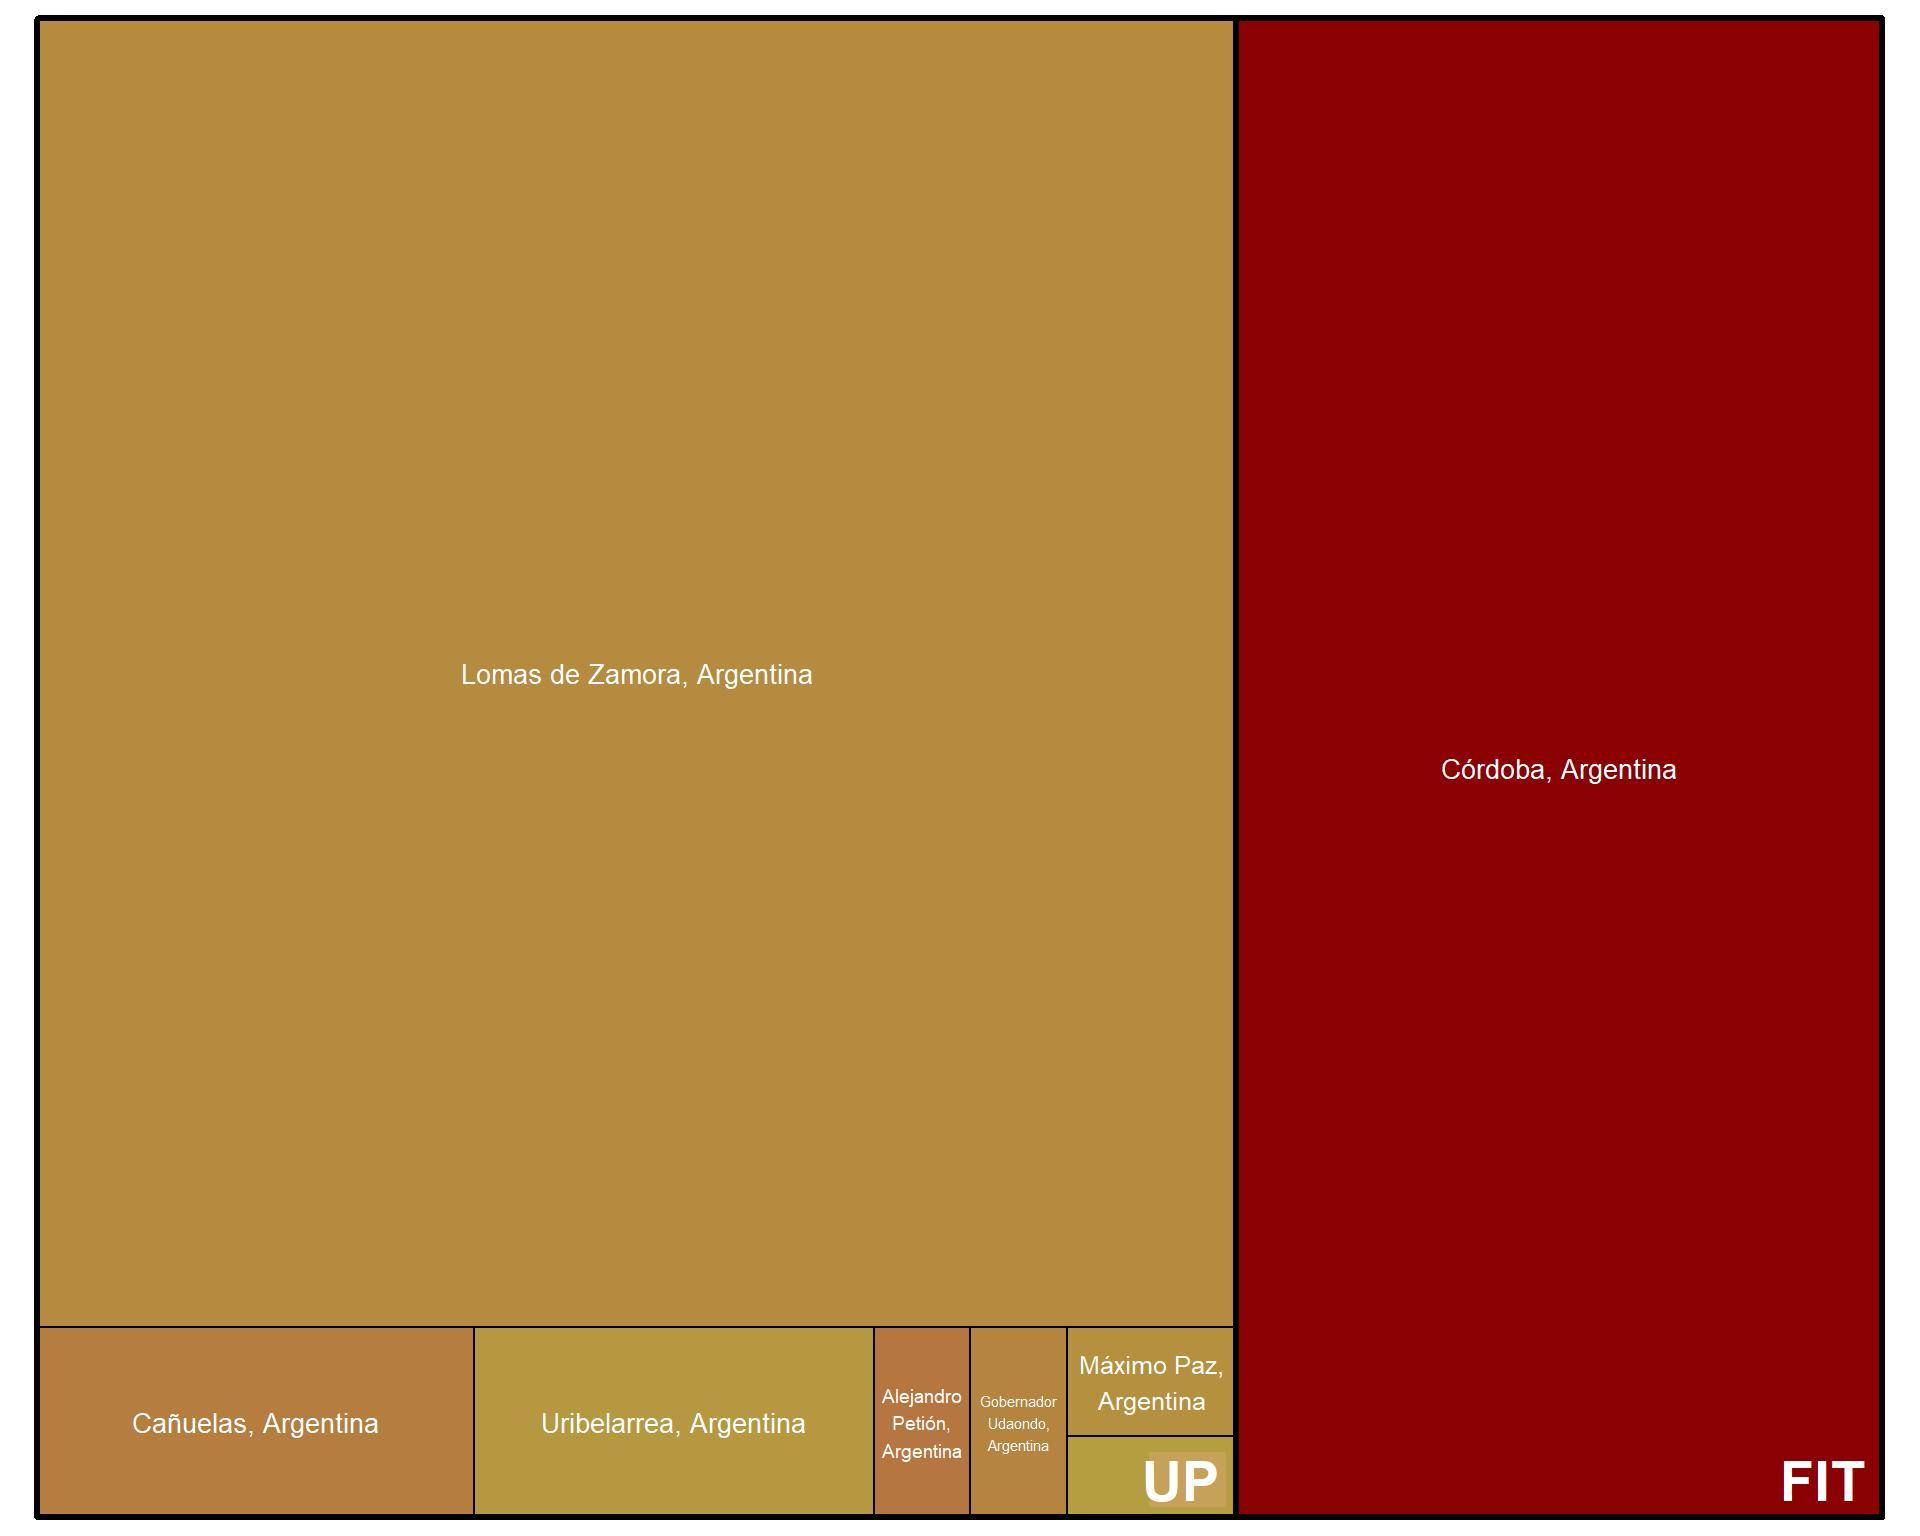 Lomas de Zamora, Argentina
Córdoba, Argentina
Cañuelas, Argentina
Uribelarrea, Argentina
Alejandro
Petión,
Argentina
Gobernador
Udaondo,
Argentina
Máximo Paz,
Argentina
UP
FIT